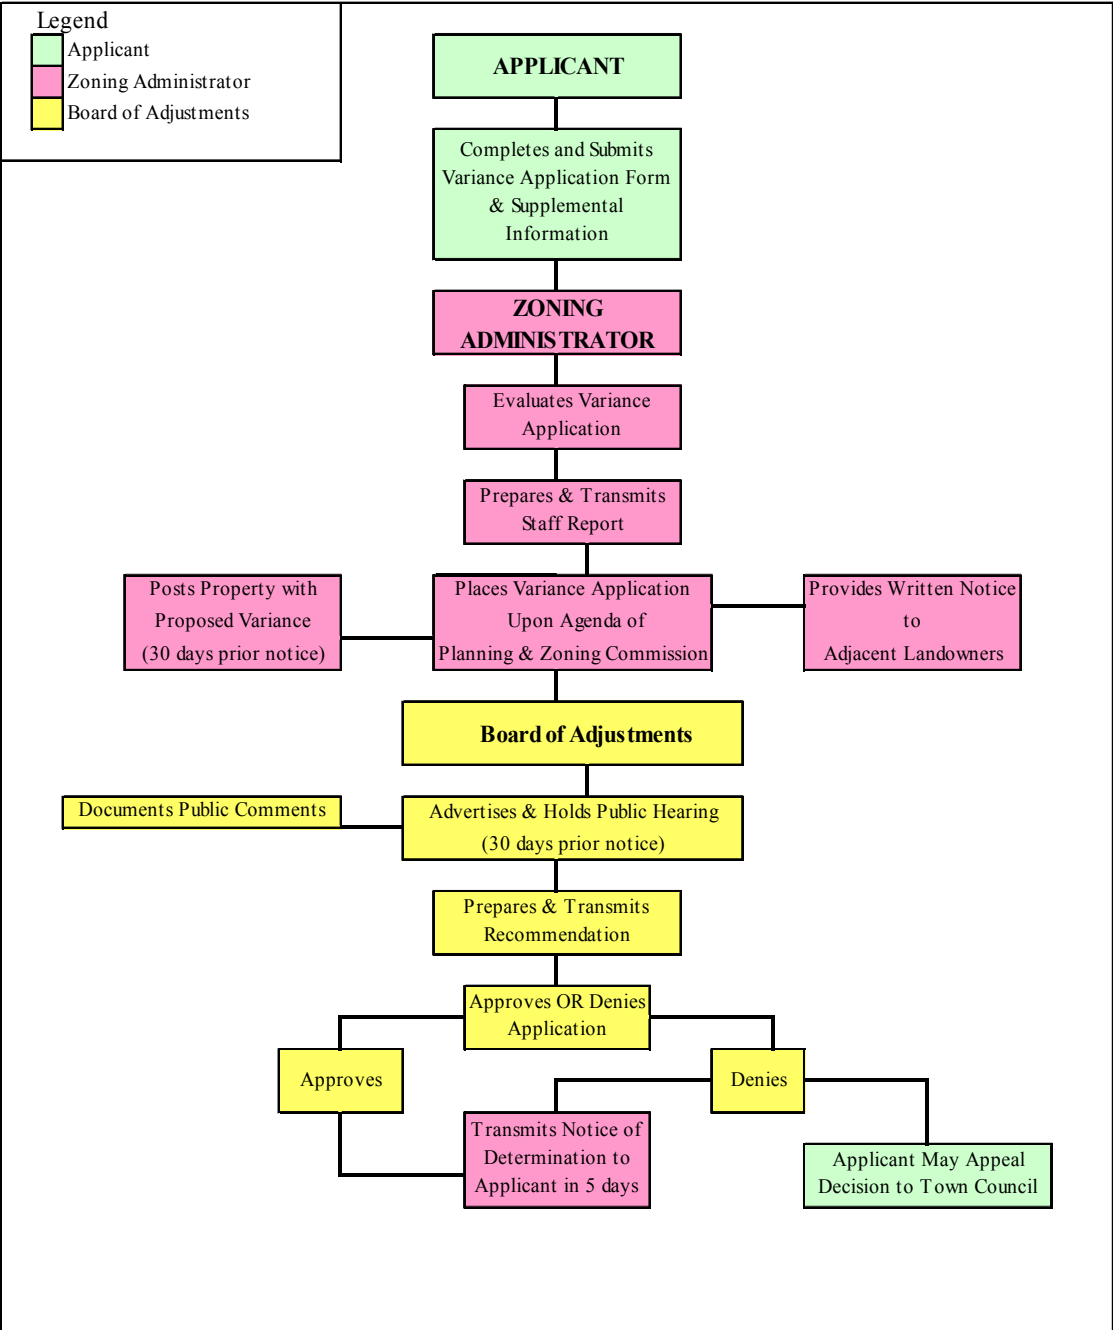 Legend
Applicant
Zoning Administrator
Board of Adjustments
APPLICANT
Completes and Submits
Variance Application Form
& Supplemental
Information
ZONING
ADMINISTRATOR
Evaluates Variance
Application
Prepares & Transmits
Staff Report
Posts Property with
Proposed Variance
(30 days prior notice)
Places Variance Application
Upon Agenda of
Planning & Zoning Commission
Provides Written Notice
to
Adjacent Landowners
Board of Adjustments
Documents Public Comments
Advertises & Holds Public Hearing
(30 days prior notice)
Prepares & Transmits
Recommendation
Approves OR Denies
Application
Approves
Denies
Transmits Notice of
Determination to
Applicant in 5 days
Applicant May Appeal
Decision to Town Council